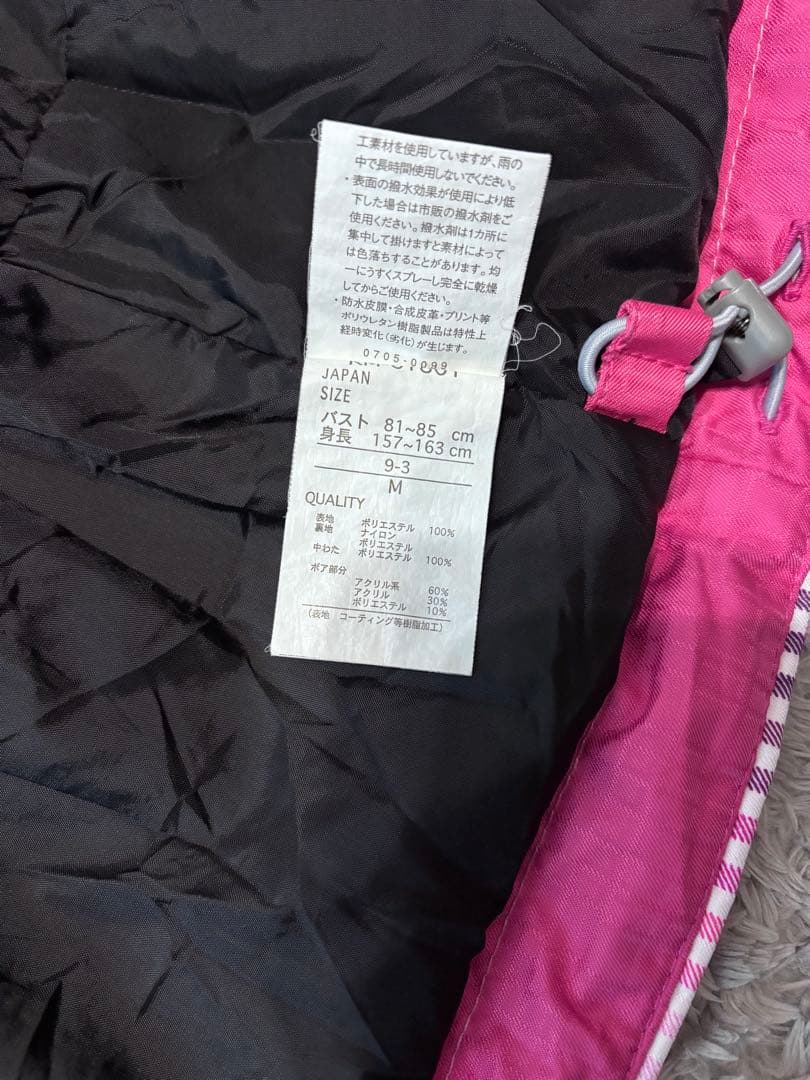 工素材を使用していますが、雨の
中で長時間使用しないでください。
・表面の撥水効果が使用により低
下した場合は市販の撥水剤をご
使用ください。撥水剤は1カ所に
集中して掛けますと素材によって
は色落ちすることがあります。均
一にうすくスプレーし完全に乾燥
してからご使用ください。
・防水皮膜・合成皮革・プリント等
ポリウレタン樹脂製品は特性上
経時変化(劣化)が生じます。
0705-0099
JAPAN
SIZE
バスト 81~85 cm
身長 157~163 cm
9-3
M
QUALITY
表地 ポリエステル 100%
裏地 ナイロン
ポリエステル
中わた ポリエステル 100%
ボア部分
アクリル系 60%
アクリル 30%
ポリエステル 10%
(表地 コーティング等樹脂加工)